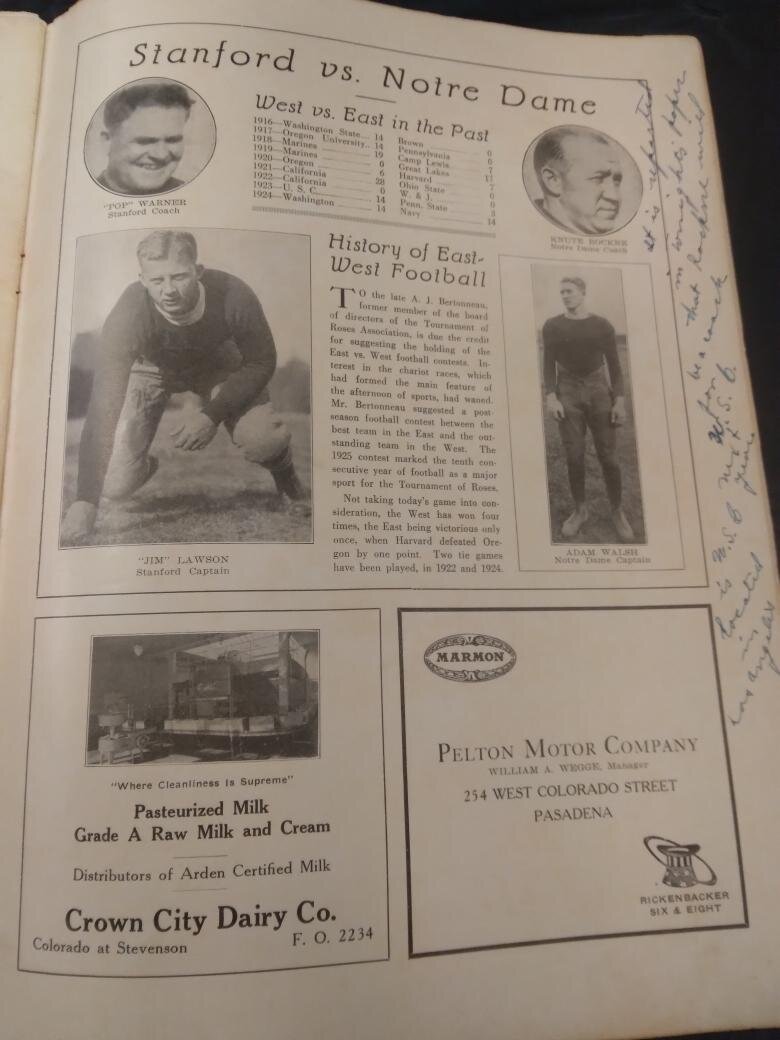 Stanford vs. Notre Dame
West vs. East in the Past
1916—Washington State.... 14 Brown 0
1917—Oregon University.. 14 Pennsylvania 0
1918—Marines 19 Camp Lewis 7
1919—Marines 0 Great Lakes 17
1920—Oregon 6 Harvard 7
1921—California 28 Ohio State 0
1922—California 0 W. & J. 0
1923—U. S. C. 14 Penn. State 3
1924—Washington 14 Navy 14
"POP" WARNER
Stanford Coach
KNUTE ROCKNE
Notre Dame Coach
"JIM" LAWSON
Stanford Captain
History of East-
West Football
TO the late A. J. Bertonneau,
former member of the board
of directors of the Tournament of
Roses Association, is due the credit
for suggesting the holding of the
East vs. West football contests. In-
terest in the chariot races, which
had formed the main feature of
the afternoon of sports, had waned.
Mr. Bertonneau suggested a post-
season football contest between the
best team in the East and the out-
standing team in the West. The
1925 contest marked the tenth con-
secutive year of football as a major
sport for the Tournament of Roses.
Not taking today's game into con-
sideration, the West has won four
times, the East being victorious only
once, when Harvard defeated Ore-
gon by one point. Two tie games
have been played, in 1922 and 1924.
ADAM WALSH
Notre Dame Captain
It is reported
in tonight's paper
that Rockne will
be a coach
for U. S. C.
next year
U. S. C is
Located
in
Los Angeles
"Where Cleanliness Is Supreme"
Pasteurized Milk
Grade A Raw Milk and Cream
Distributors of Arden Certified Milk
Crown City Dairy Co.
Colorado at Stevenson F. O. 2234
MARMON
PELTON MOTOR COMPANY
WILLIAM A. WEGGE, Manager
254 WEST COLORADO STREET
PASADENA
RICKENBACKER
SIX & EIGHT